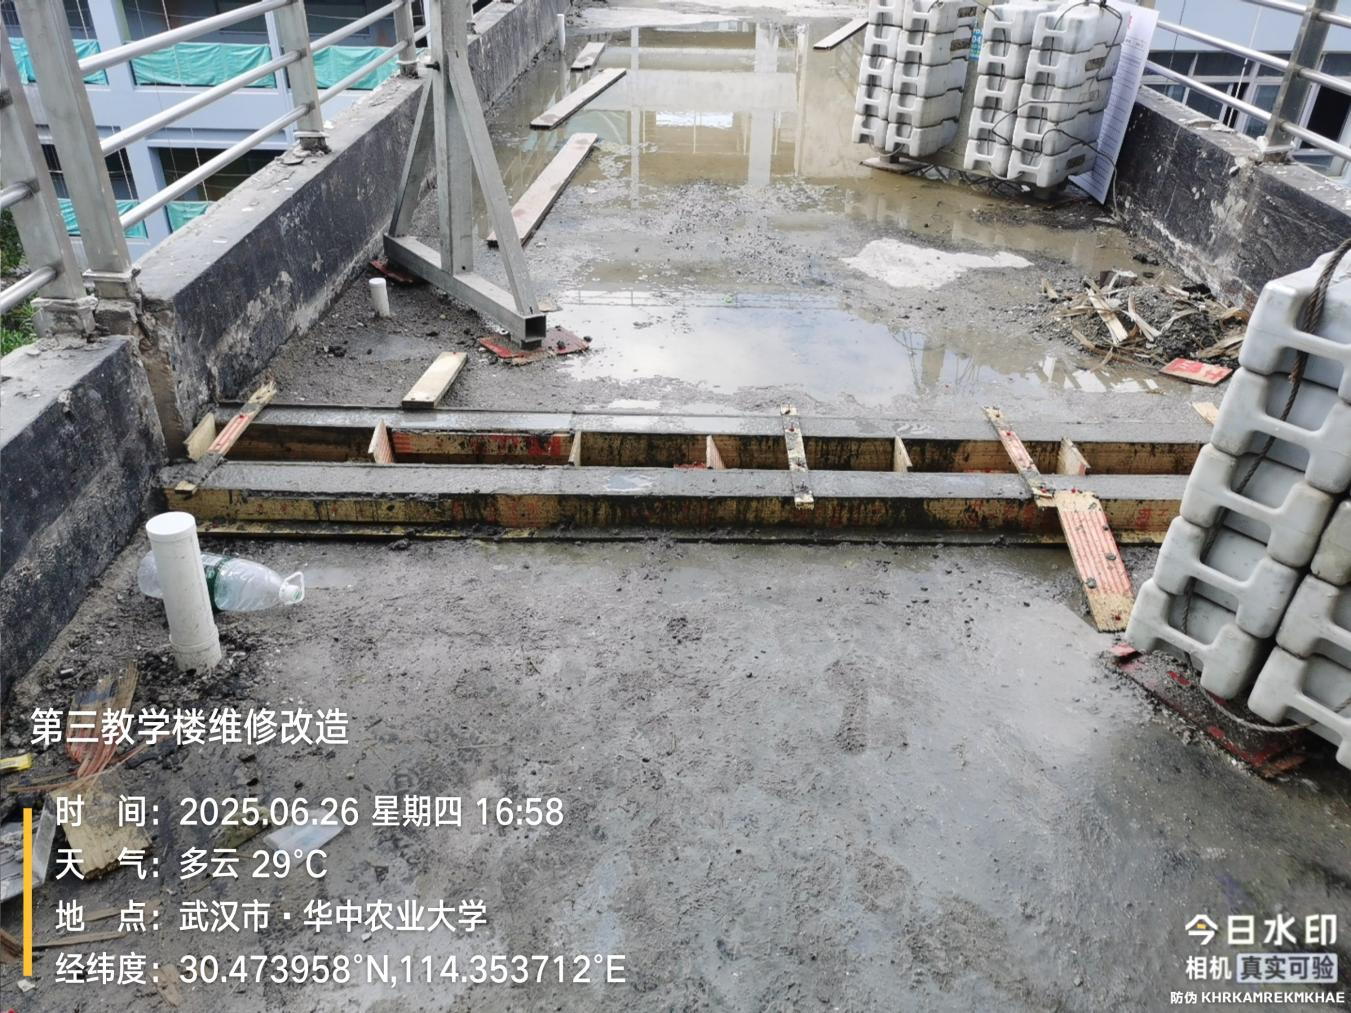 第三教学楼维修改造
时 间：2025.06.26 星期四 16:58
天 气：多云 29°C
地 点：武汉市·华中农业大学
经纬度：30.473958°N,114.353712°E
今日水印
相机 真实可验
防伪 KHRKAMREKMKHAE